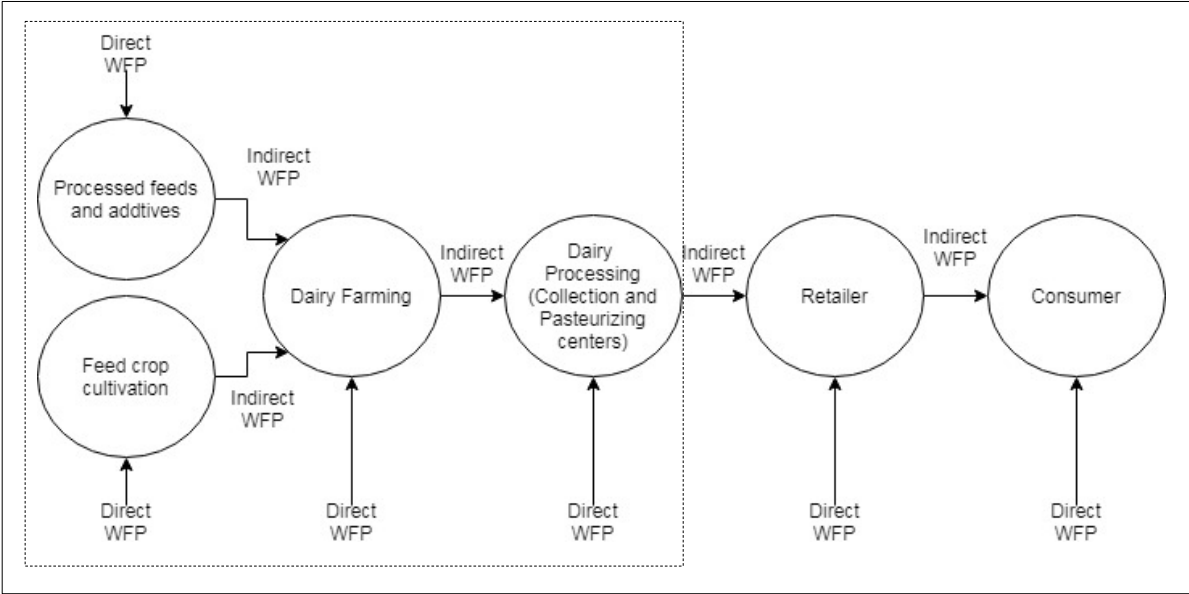 Direct
WFP
Processed feeds
and addtives
Indirect
WFP
Feed crop
cultivation
Indirect
WFP
Direct
WFP
Dairy Farming
Direct
WFP
Indirect
WFP
Dairy
Processing
(Collection and
Pasteurizing
centers)
Direct
WFP
Indirect
WFP
Retailer
Direct
WFP
Indirect
WFP
Consumer
Direct
WFP